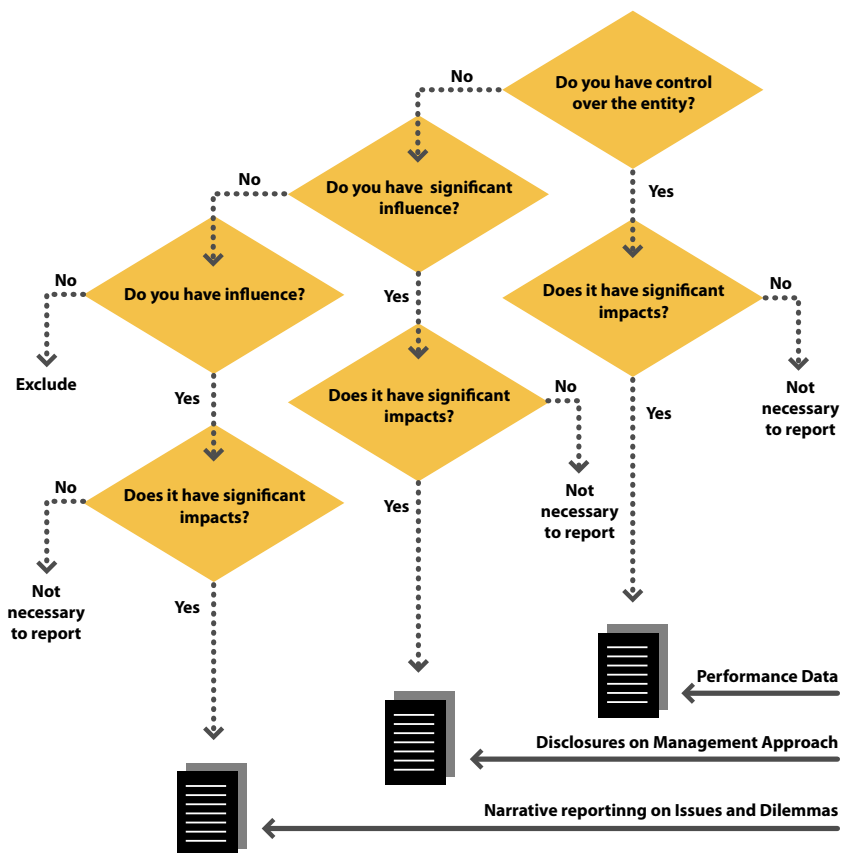 No
Do you have control
over the entity?
No
Do you have significant
influence?
Yes
No
Do you have influence?
Yes
Does it have significant
impacts?
No
Exclude
Yes
Does it have significant
impacts?
No
Not
necessary
to report
Yes
No
Does it have significant
impacts?
Yes
Not
necessary
to report
Not
necessary
to report
Yes
Performance Data
Disclosures on Management Approach
Narrative reportinng on Issues and Dilemmas